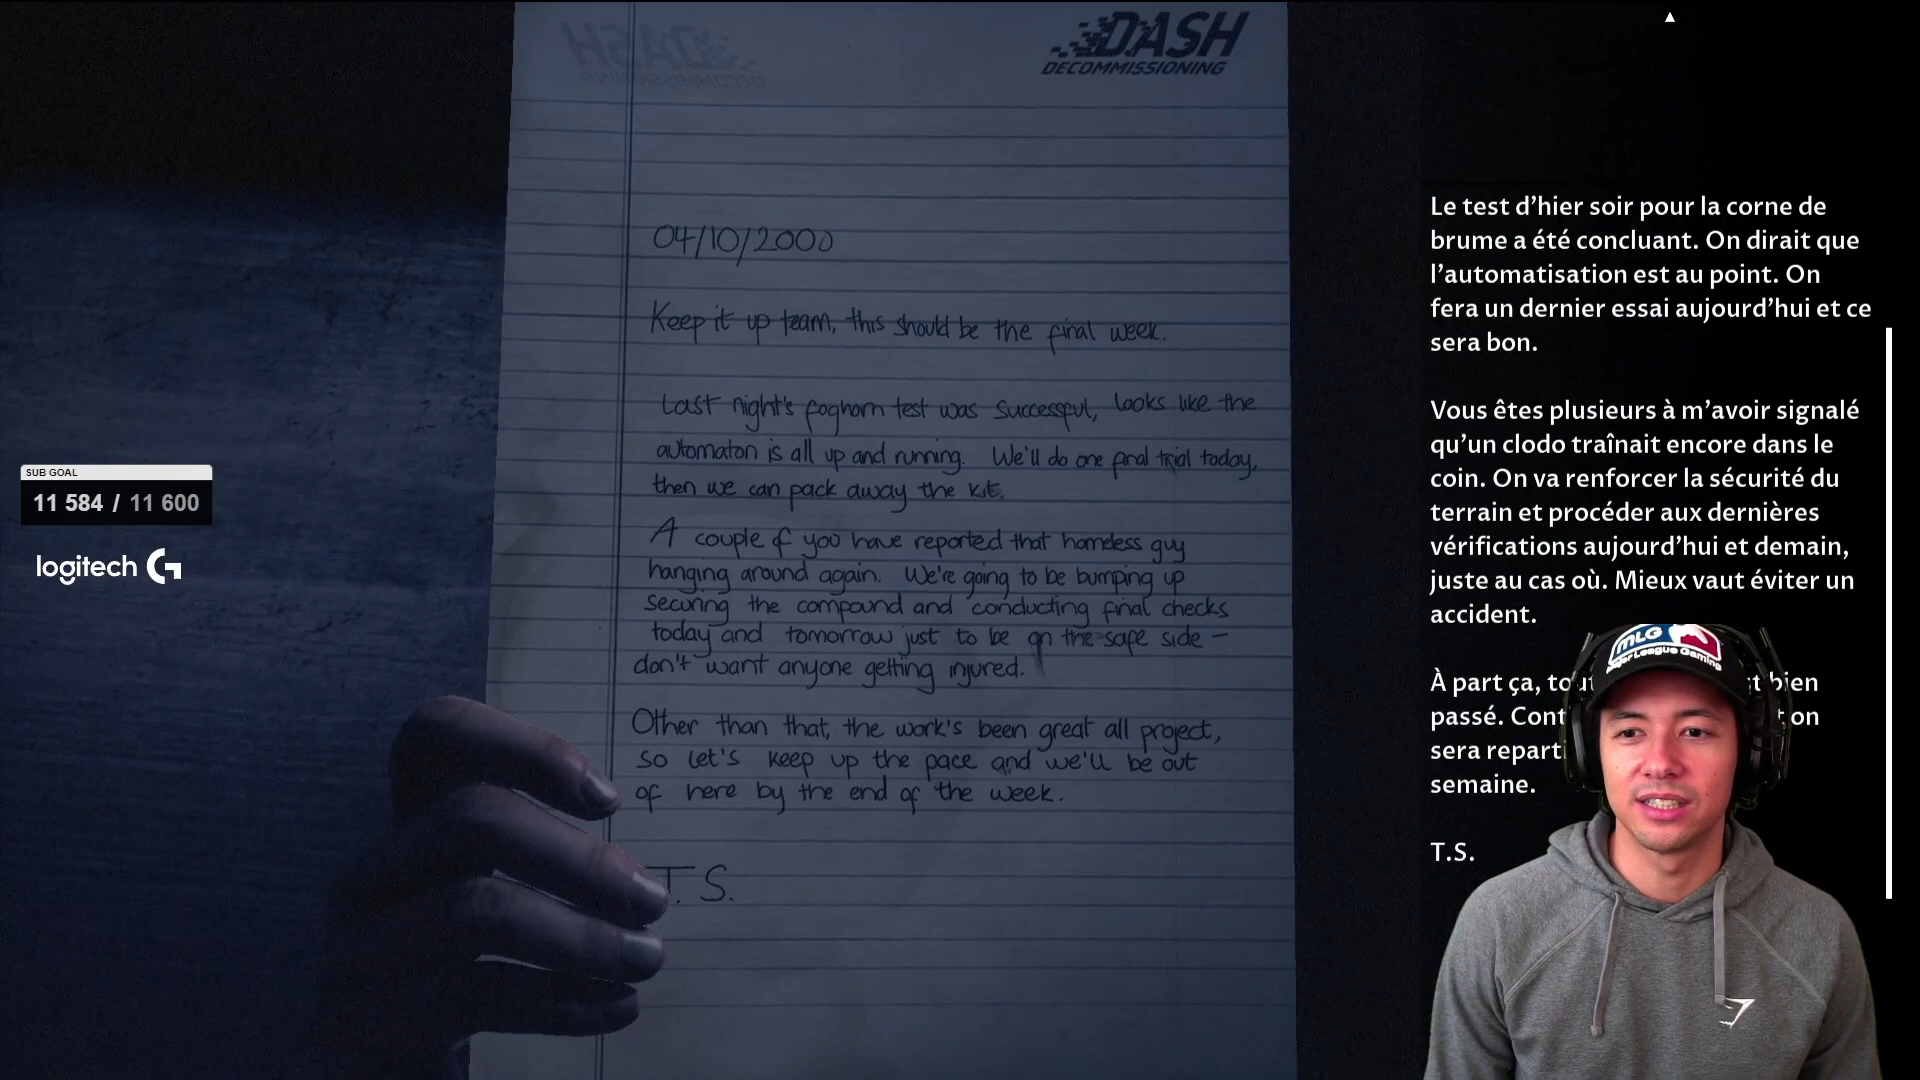 DASH
DECOMMISSIONING
04/10/2000
Keep it up team, this should be the final week.
Last night's foghorn test was successful, looks like the
automaton is all up and running. We'll do one final trial today,
then we can pack away the kit.
A couple of you have reported that homeless guy
hanging around again. We're going to be bumping up
securing the compound and conducting final checks
today and tomorrow just to be on the safe side -
don't want anyone getting injured.
Other than that, the work's been great all project,
so let's keep up the pace and we'll be out
of here by the end of the week.
T.S.
SUB GOAL
11 584 / 11 600
logitech G
Le test d'hier soir pour la corne de
brume a été concluant. On dirait que
l'automatisation est au point. On
fera un dernier essai aujourd'hui et ce
sera bon.
Vous êtes plusieurs à m'avoir signalé
qu'un clodo traînait encore dans le
coin. On va renforcer la sécurité du
terrain et procéder aux dernières
vérifications aujourd'hui et demain,
juste au cas où. Mieux vaut éviter un
accident.
À part ça, bien
passé. on
sera
semaine.
T.S.
MLG
Major League Gaming